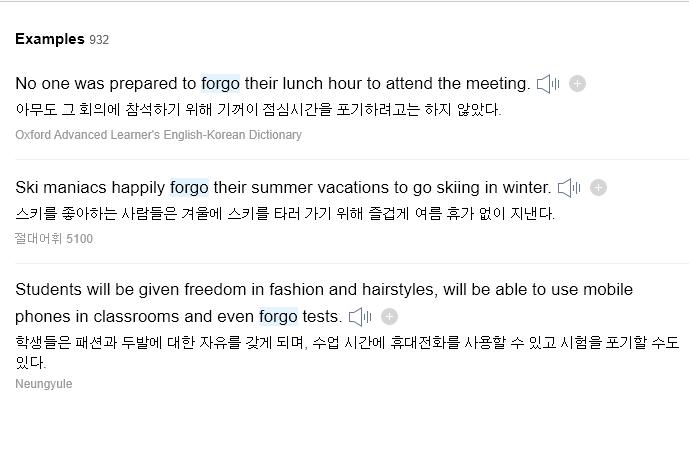 Examples 932
No one was prepared to forgo their lunch hour to attend the meeting.
아무도 그 회의에 참석하기 위해 기꺼이 점심시간을 포기하려고는 하지 않았다.
Oxford Advanced Learner's English-Korean Dictionary
Ski maniacs happily forgo their summer vacations to go skiing in winter.
스키를 좋아하는 사람들은 겨울에 스키를 타러 가기 위해 즐겁게 여름 휴가 없이 지낸다.
절대어휘 5100
Students will be given freedom in fashion and hairstyles, will be able to use mobile
phones in classrooms and even forgo tests.
학생들은 패션과 두발에 대한 자유를 갖게 되며, 수업 시간에 휴대전화를 사용할 수 있고 시험을 포기할 수도
있다.
Neungyule